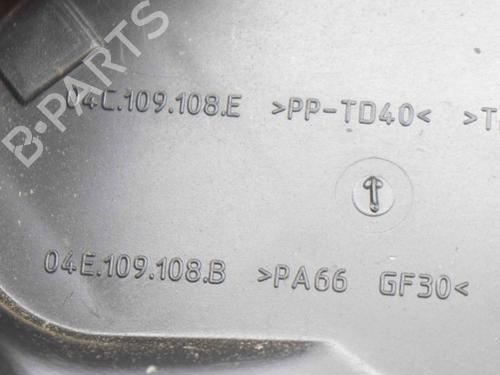 04C.109.108.E >PP-TD40< >T
04E.109.108.B >PA66 GF30<
B-PARTS